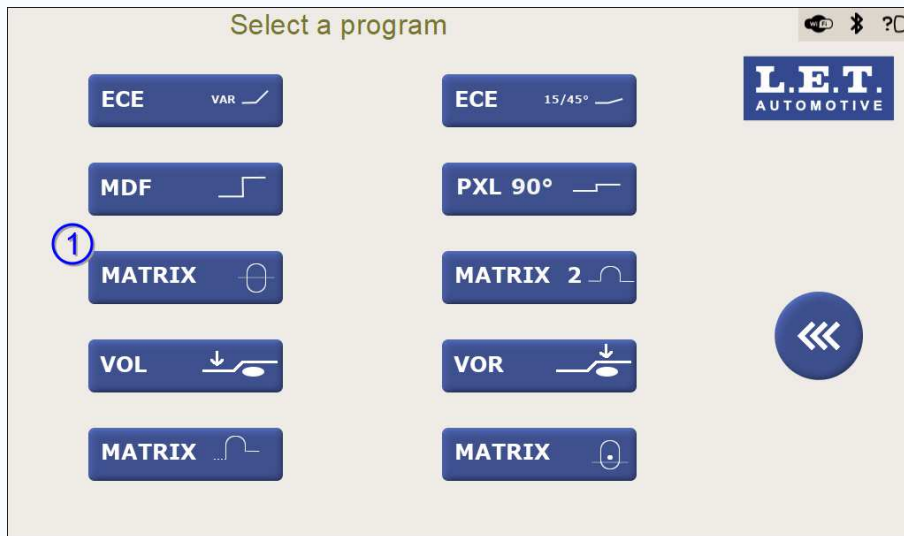 Select a program
WiFi ?
L.E.T.
AUTOMOTIVE
ECE VAR
ECE 15/45°
MDF
PXL 90°
1
MATRIX
MATRIX 2
VOL
VOR
MATRIX ...
MATRIX